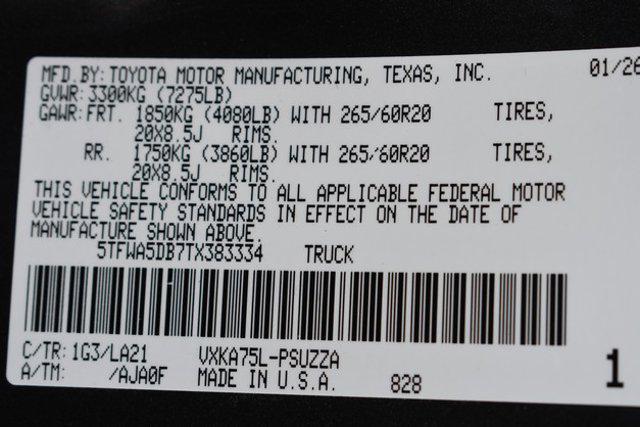 MFD.BY: TOYOTA MOTOR MANUFACTURING, TEXAS, INC. 01/26
GVWR: 3300KG (7275LB)
GAWR: FRT. 1850KG (4080LB) WITH 265/60R20 TIRES,
20X8.5J RIMS.
RR. 1750KG (3860LB) WITH 265/60R20 TIRES,
20X8.5J RIMS.
THIS VEHICLE CONFORMS TO ALL APPLICABLE FEDERAL MOTOR
VEHICLE SAFETY STANDARDS IN EFFECT ON THE DATE OF
MANUFACTURE SHOWN ABOVE.
5TFWA5DB7TX383334 TRUCK
C/TR: 1G3/LA21 VXKA75L-PSUZZA
A/TM: /AJA0F MADE IN U.S.A. 828 1